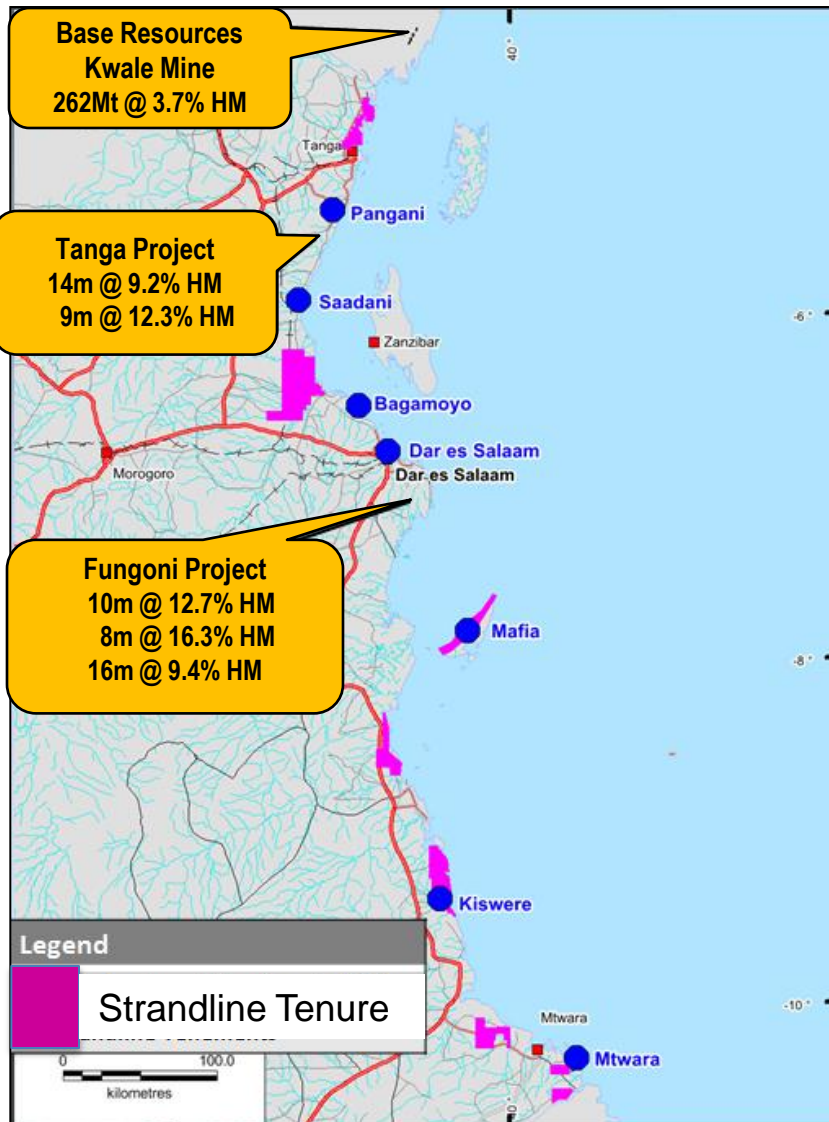 Base Resources
Kwale Mine
262Mt @ 3.7% HM
40°
Tanga
Pangani
Tanga Project
14m @ 9.2% HM
9m @ 12.3% HM
Saadani
-6°
Zanzibar
Bagamoyo
Dar es Salaam
Dar es Salaam
Morogoro
Fungoni Project
10m @ 12.7% HM
8m @ 16.3% HM
16m @ 9.4% HM
Mafia
-8°
Kiswere
Legend
Strandline Tenure
-10°
Mtwara
Mtwara
0 100.0
kilometres
40°